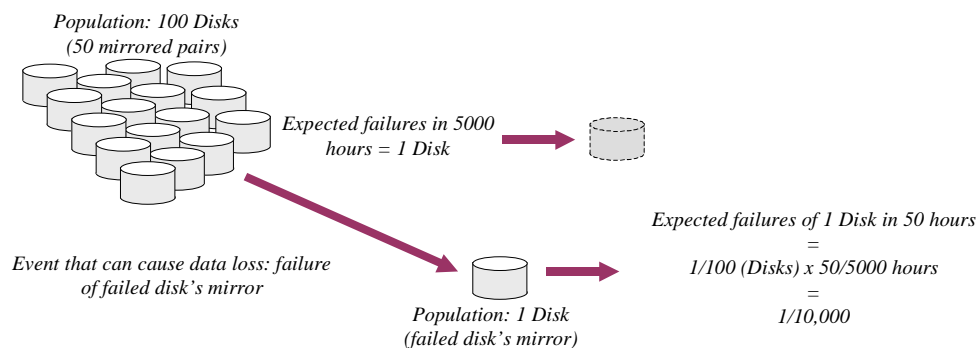 Population: 100 Disks
(50 mirrored pairs)
Expected failures in 5000
hours = 1 Disk
Event that can cause data loss: failure
of failed disk's mirror
Population: 1 Disk
(failed disk's mirror)
Expected failures of 1 Disk in 50 hours
=
1/100 (Disks) x 50/5000 hours
=
1/10,000